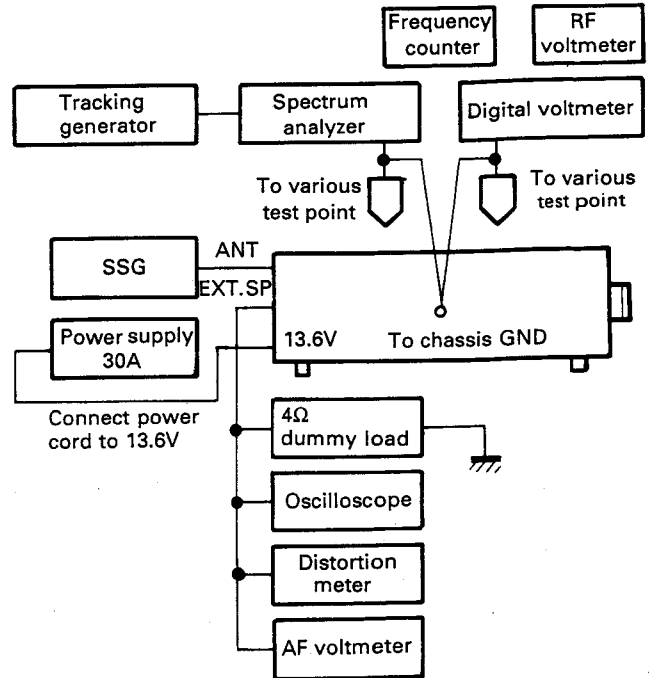 Frequency
counter
RF
voltmeter
Tracking
generator
Spectrum
analyzer
Digital voltmeter
To various
test point
To various
test point
SSG
ANT
EXT.SP
Power supply
30A
13.6V
To chassis GND
Connect power
cord to 13.6V
4Ω
dummy load
Oscilloscope
Distortion
meter
AF voltmeter